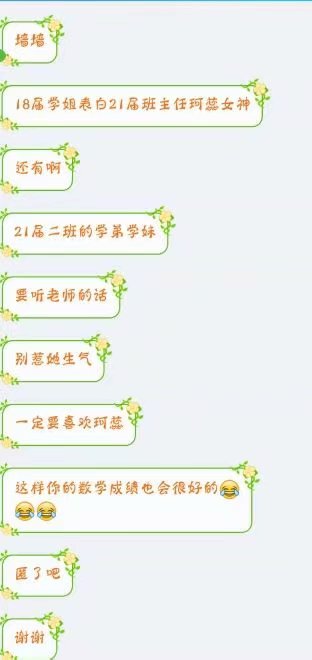 墙墙
18届学姐表白21届班主任珂蕊女神
还有啊
21届二班的学弟学妹
要听老师的话
别惹她生气
一定要喜欢珂蕊
这样你的数学成绩也会很好的😂
😂😂
匿了吧
谢谢